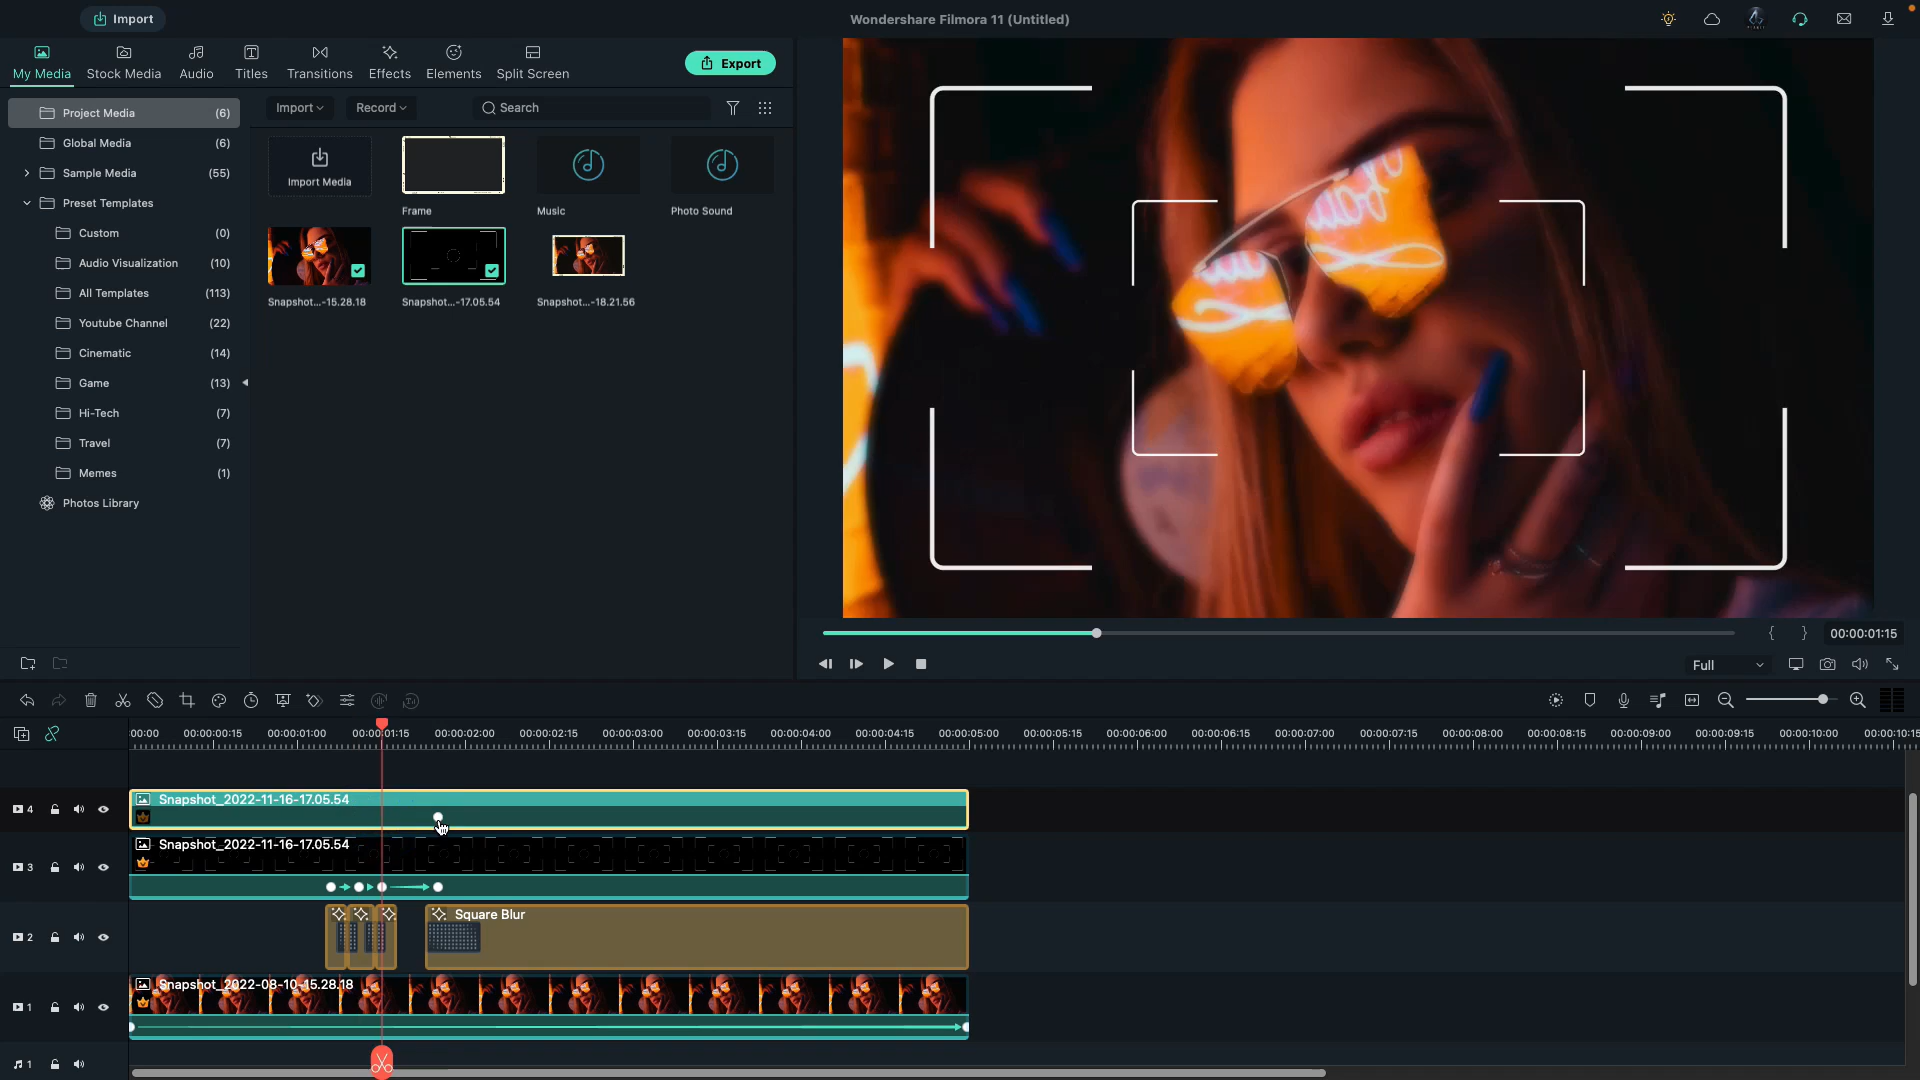 Import
Wondershare Filmora 11 (Untitled)
My Media
Stock Media
Audio
Titles
Transitions
Effects
Elements
Split Screen
Export
Project Media (6)
Global Media (6)
Sample Media (55)
Preset Templates
Custom (0)
Audio Visualization (10)
All Templates (113)
Youtube Channel (22)
Cinematic (14)
Game (13)
Hi-Tech (7)
Travel (7)
Memes (1)
Photos Library
Import
Record
Search
Import Media
Frame
Music
Photo Sound
Snapshot...-15.28.18
Snapshot...-17.05.54
Snapshot...-18.21.56
00:00:01:15
Full
:00:00 00:00:00:15 00:00:01:00 00:00:01:15 00:00:02:00 00:00:02:15 00:00:03:00 00:00:03:15 00:00:04:00 00:00:04:15 00:00:05:00 00:00:05:15 00:00:06:00 00:00:06:15 00:00:07:00 00:00:07:15 00:00:08:00 00:00:08:15 00:00:09:00 00:00:09:15 00:00:10:00 00:00:10:15
4
Snapshot_2022-11-16-17.05.54
3
Snapshot_2022-11-16-17.05.54
2
Square Blur
1
Snapshot_2022-08-10-15.28.18
1